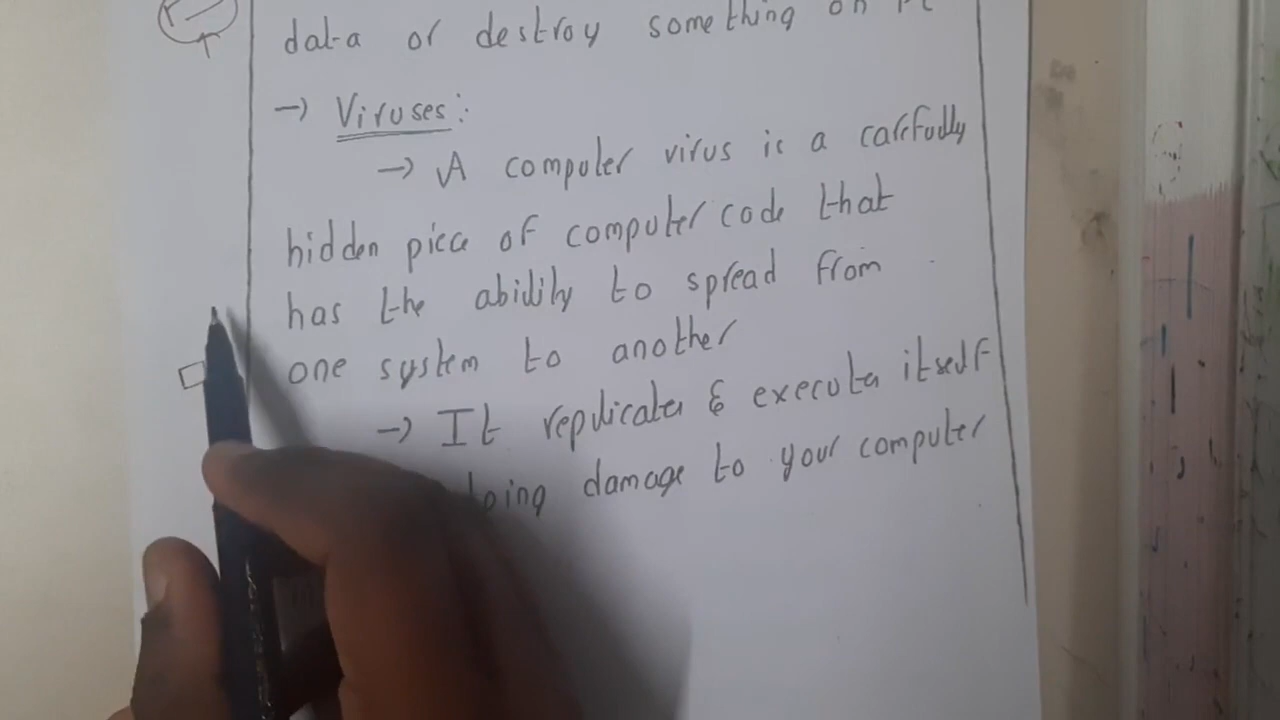 data or destroy something on PC
→ Viruses:
→ A computer virus is a carefully
hidden piece of computer code that
has the ability to spread from
one system to another
→ It replicates & executes itself
doing damage to your computer